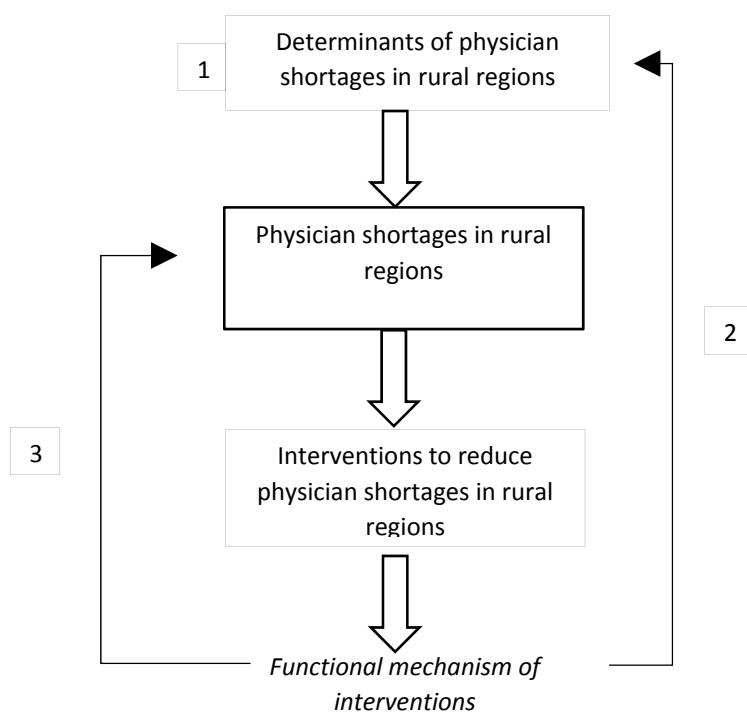 Determinants of physician
shortages in rural regions
1
Physician shortages in rural
regions
2
3
Interventions to reduce
physician shortages in rural
regions
Functional mechanism of
interventions